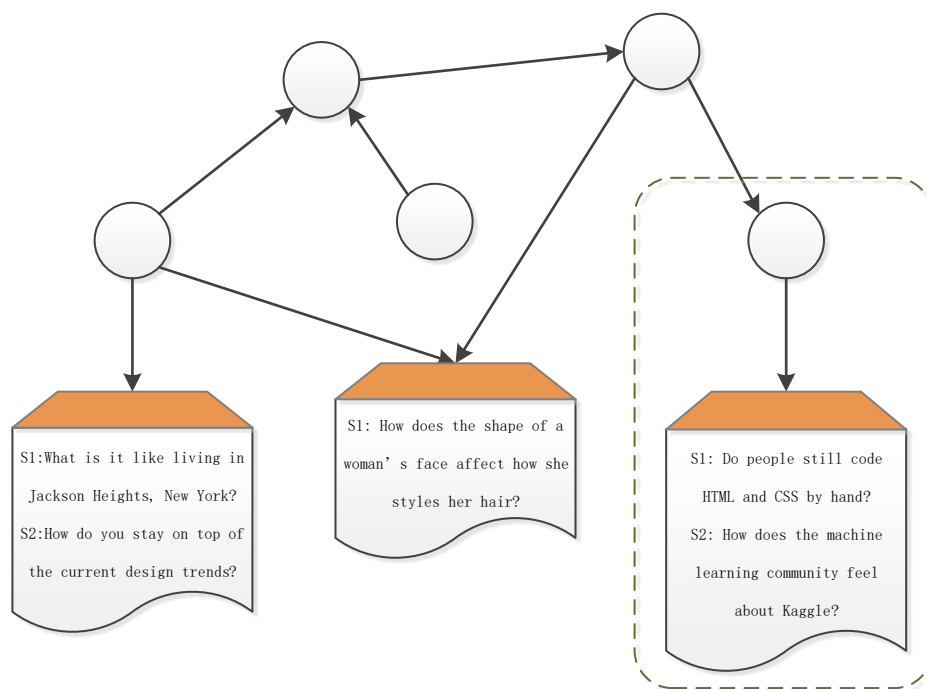 S1:What is it like living in
Jackson Heights, New York?
S2:How do you stay on top of
the current design trends?
S1: How does the shape of a
woman's face affect how she
styles her hair?
S1: Do people still code
HTML and CSS by hand?
S2: How does the machine
learning community feel
about Kaggle?